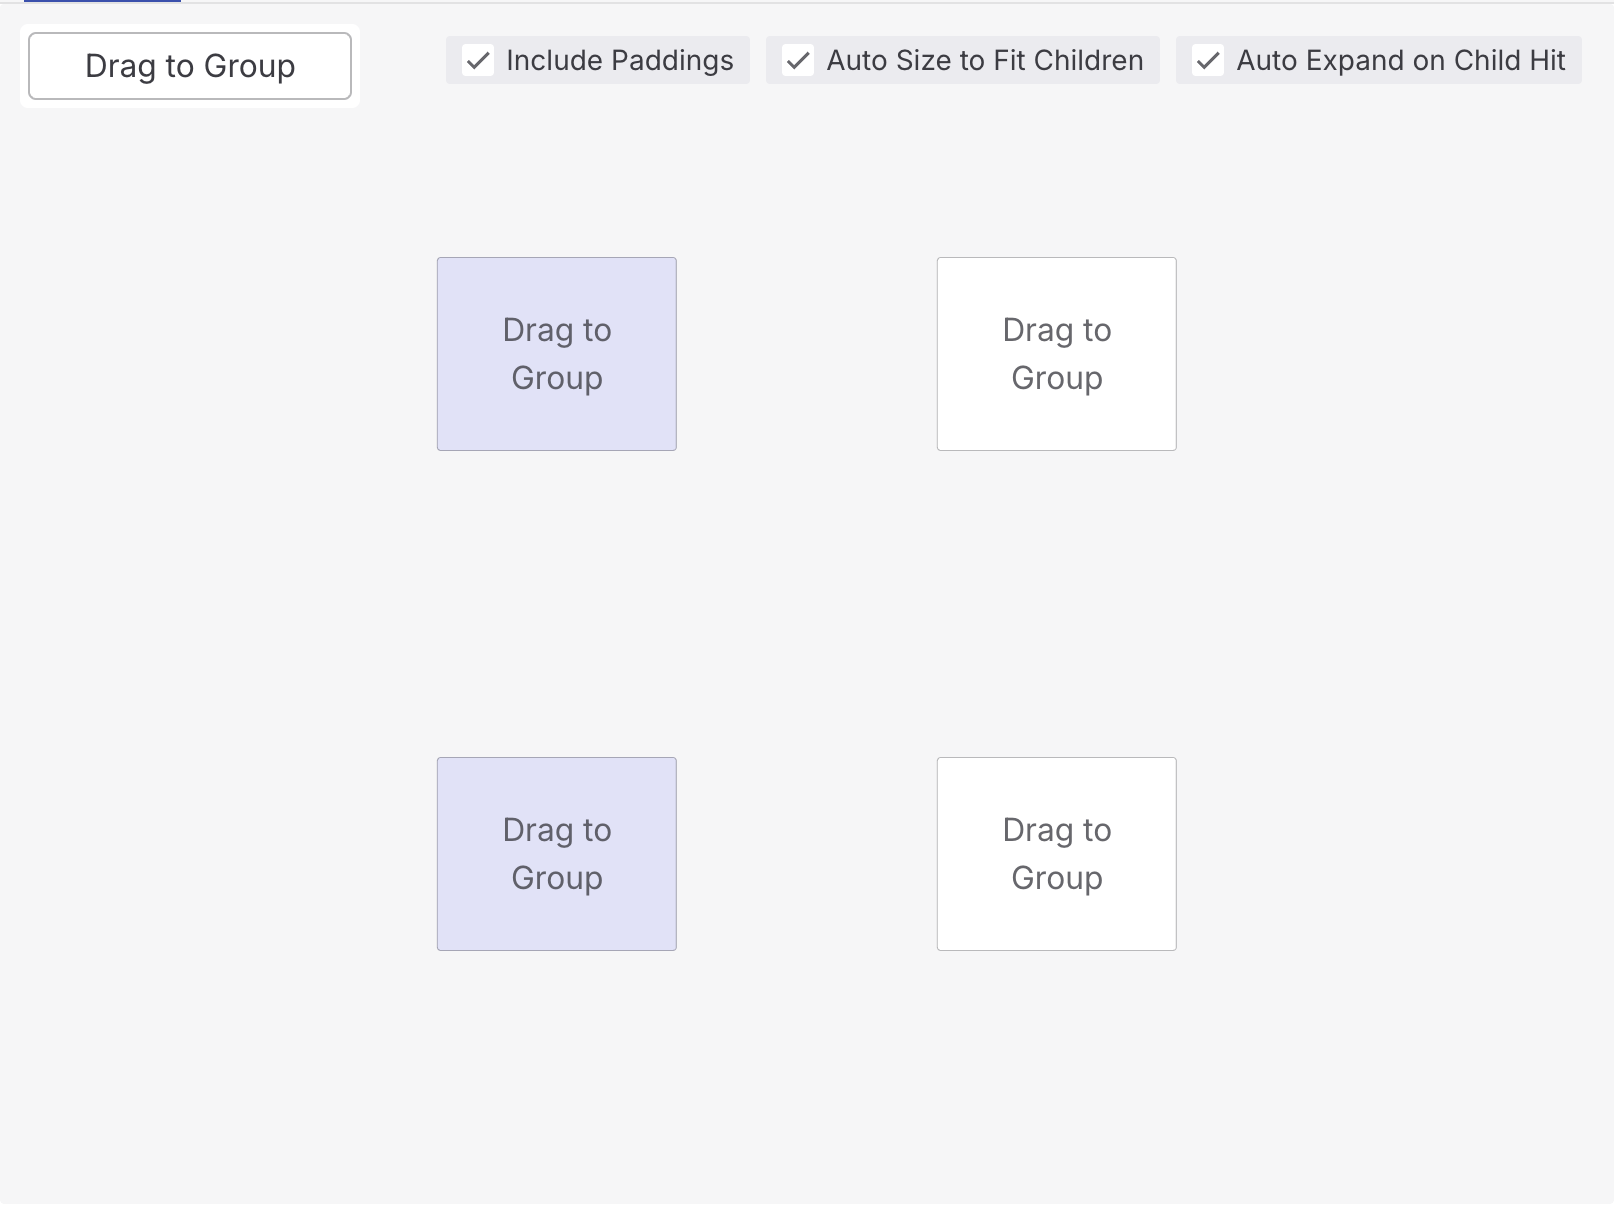 Drag to Group
Include Paddings
Auto Size to Fit Children
Auto Expand on Child Hit
Drag to
Group
Drag to
Group
Drag to
Group
Drag to
Group